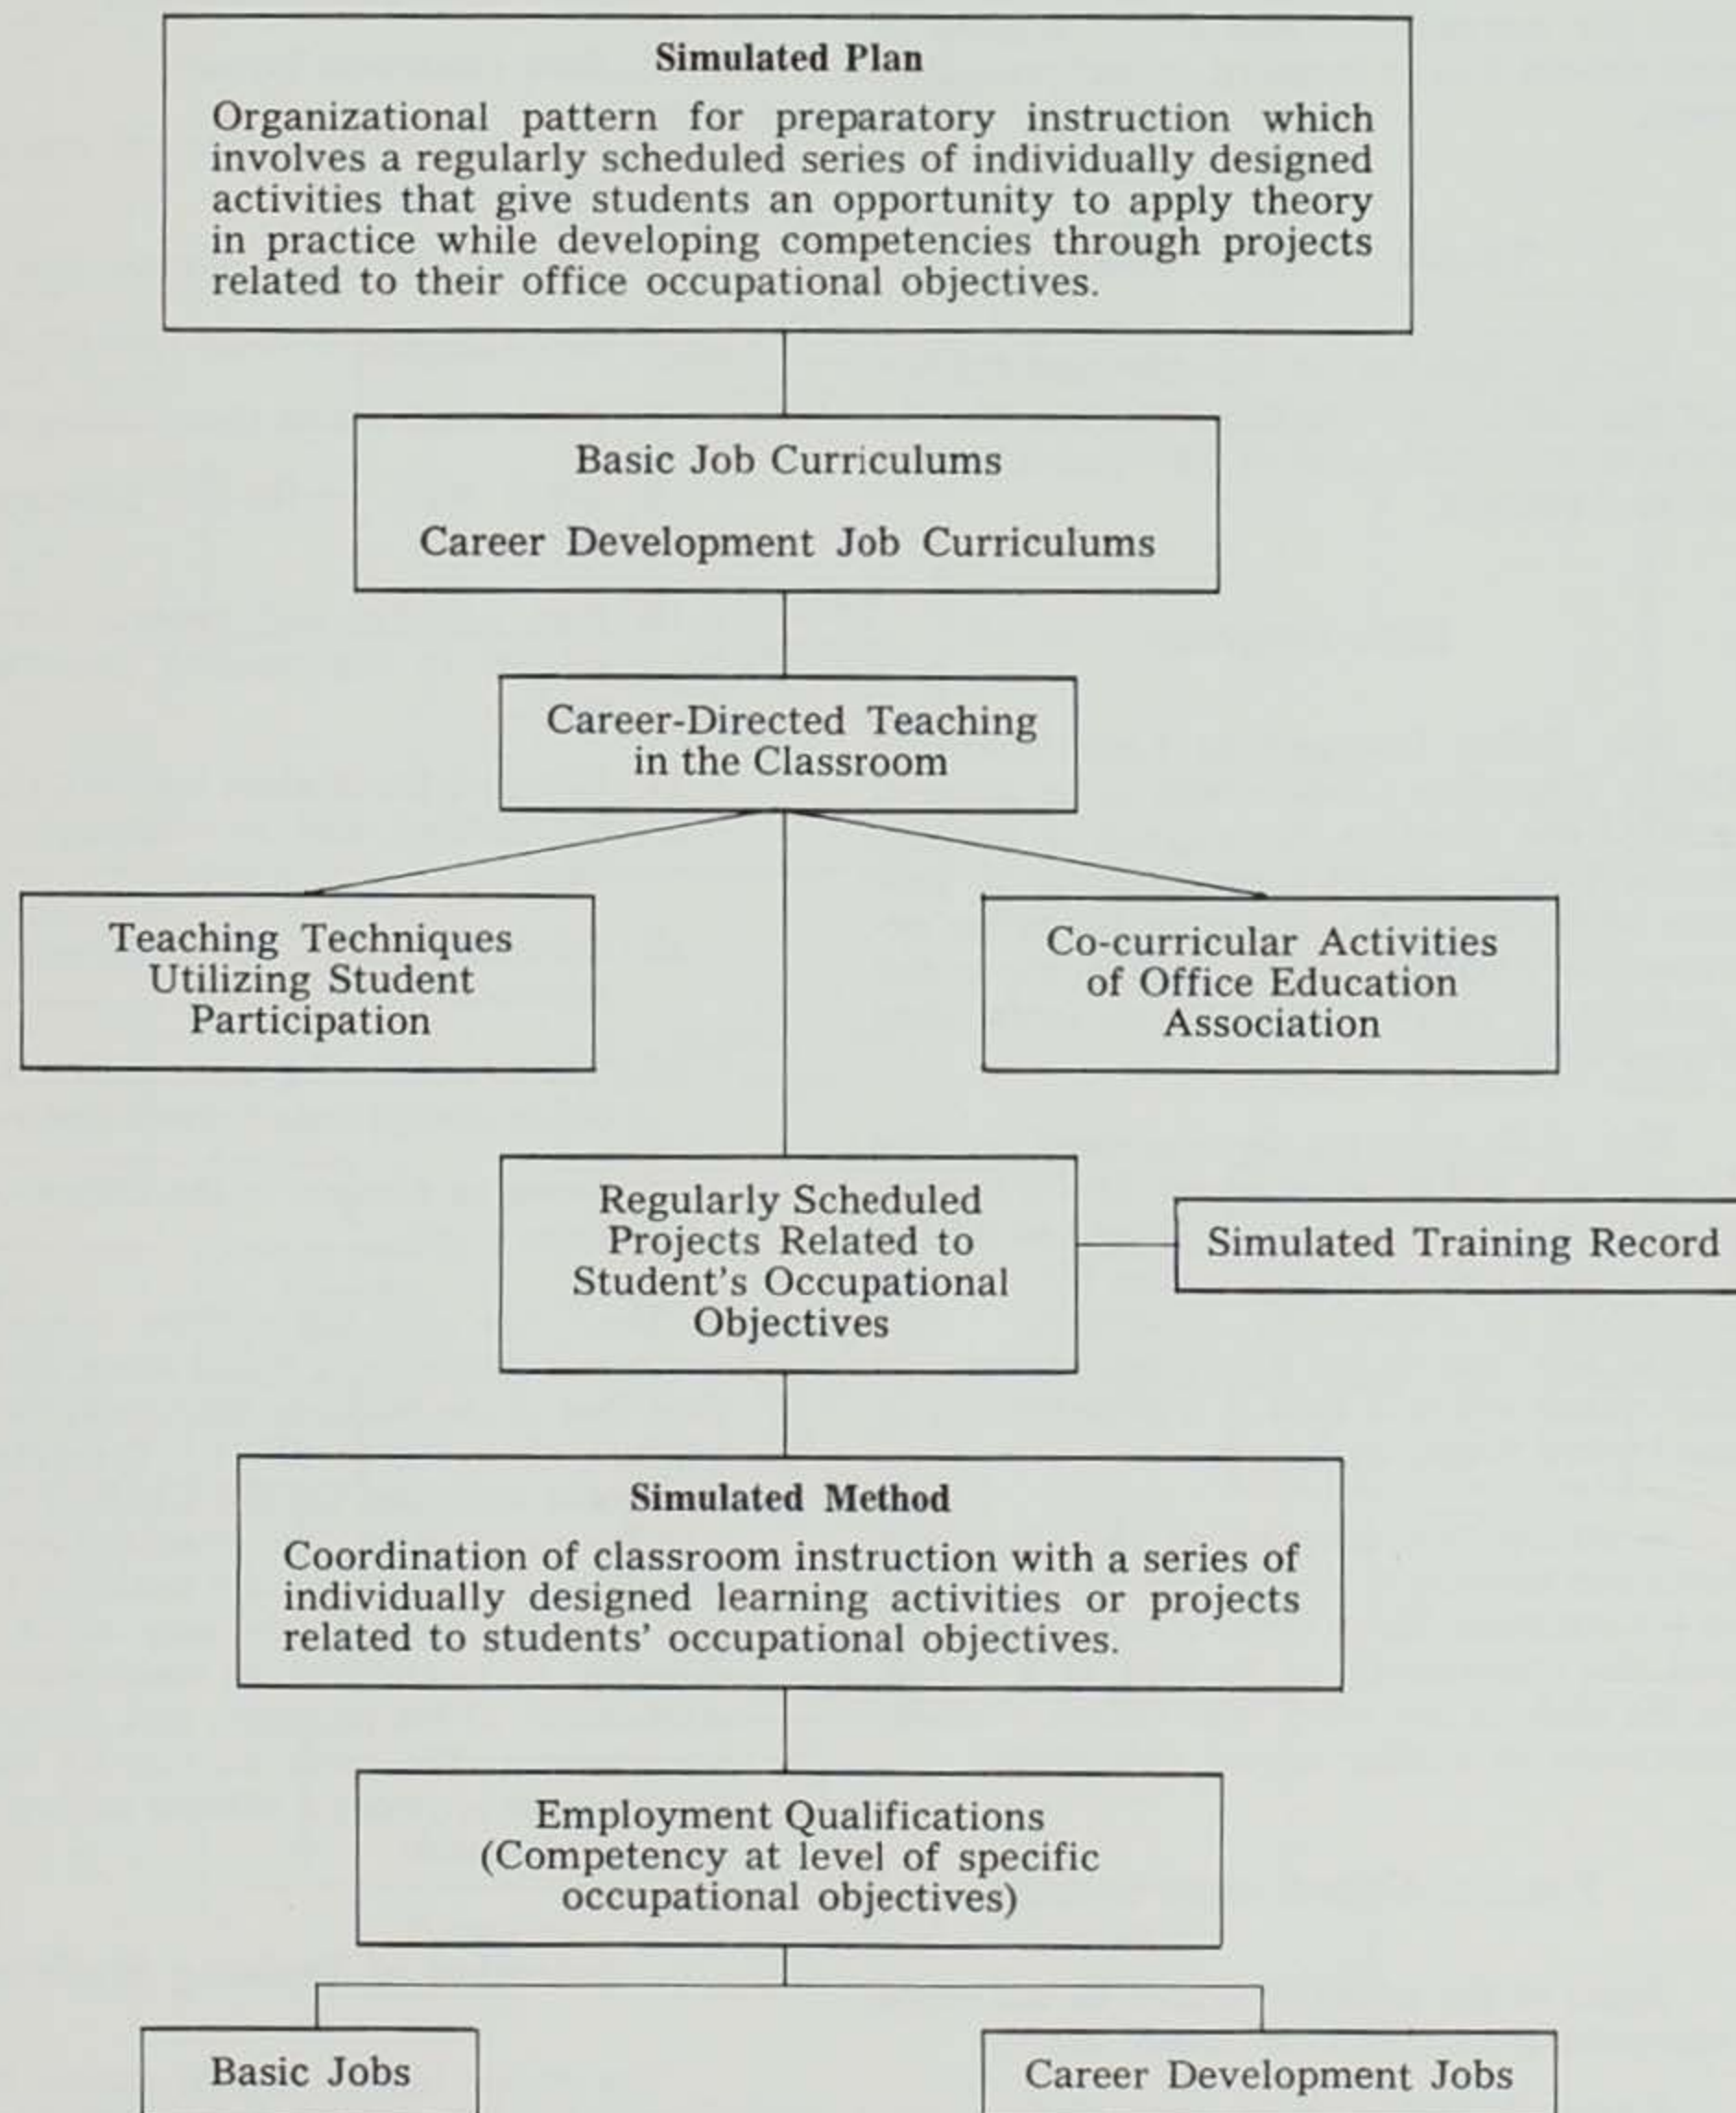 Simulated Plan
Organizational pattern for preparatory instruction which
involves a regularly scheduled series of individually designed
activities that give students an opportunity to apply theory
in practice while developing competencies through projects
related to their office occupational objectives.
Basic Job Curriculums
Career Development Job Curriculums
Career-Directed Teaching
in the Classroom
Teaching Techniques
Utilizing Student
Participation
Co-curricular Activities
of Office Education
Association
Regularly Scheduled
Projects Related to
Student's Occupational
Objectives
Simulated Training Record
Simulated Method
Coordination of classroom instruction with a series of
individually designed learning activities or projects
related to students' occupational objectives.
Employment Qualifications
(Competency at level of specific
occupational objectives)
Basic Jobs
Career Development Jobs